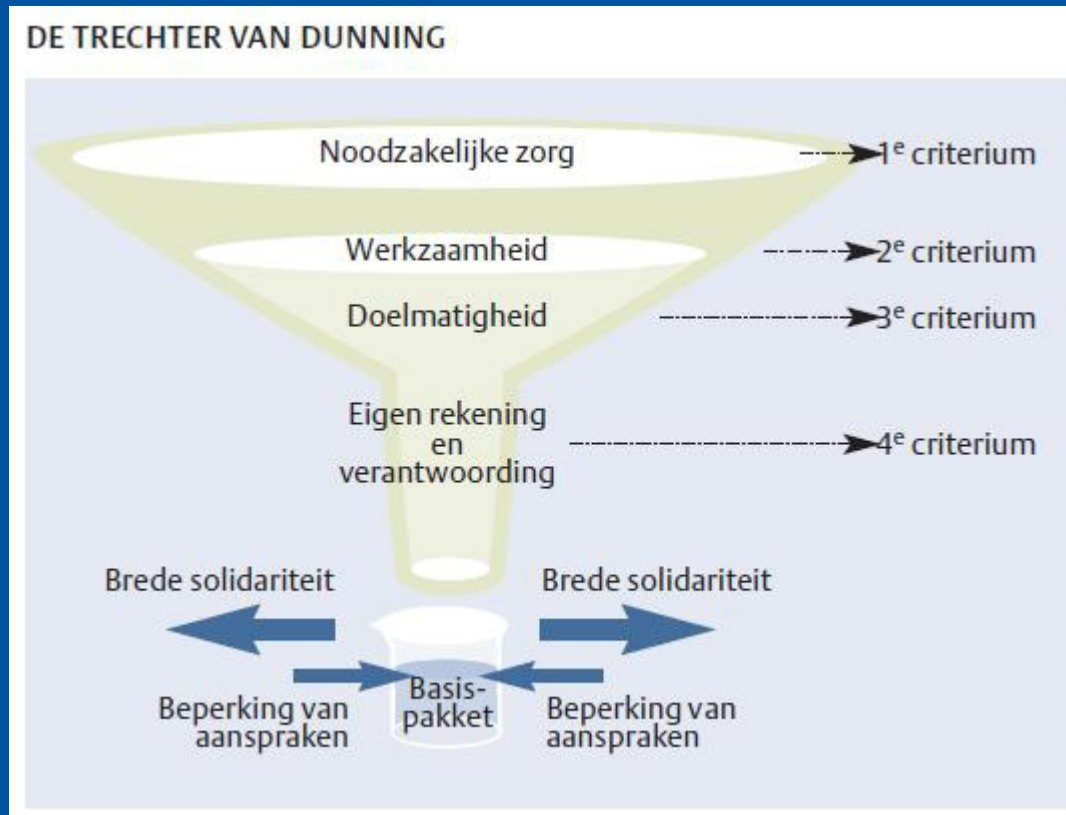 DE TRECHTER VAN DUNNING
Noodzakelijke zorg
1e criterium
Werkzaamheid
2e criterium
Doelmatigheid
3e criterium
Eigen rekening
en
verantwoording
4e criterium
Brede solidariteit
Brede solidariteit
Basis-
pakket
Beperking van
aanspraken
Beperking van
aanspraken